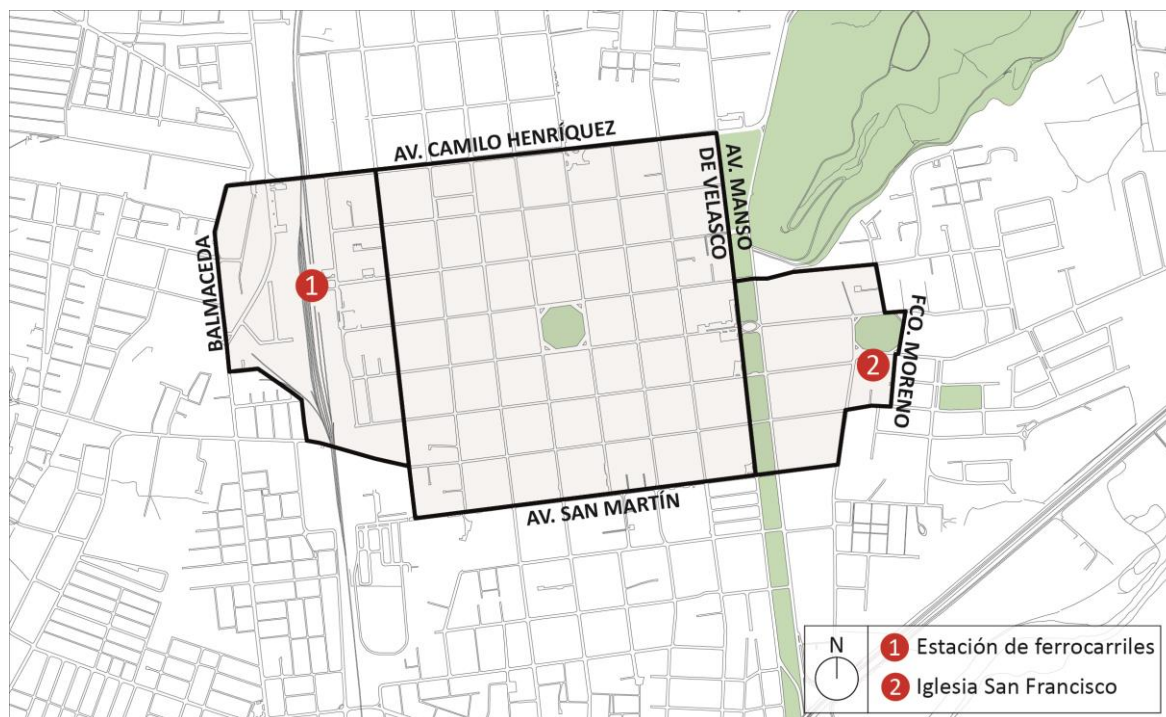 AV. CAMILO HENRÍQUEZ
AV. MANSO
DE VELASCO
BALMACEDA
1
FCO. MORENO
2
AV. SAN MARTÍN
N
1 Estación de ferrocarriles
2 Iglesia San Francisco